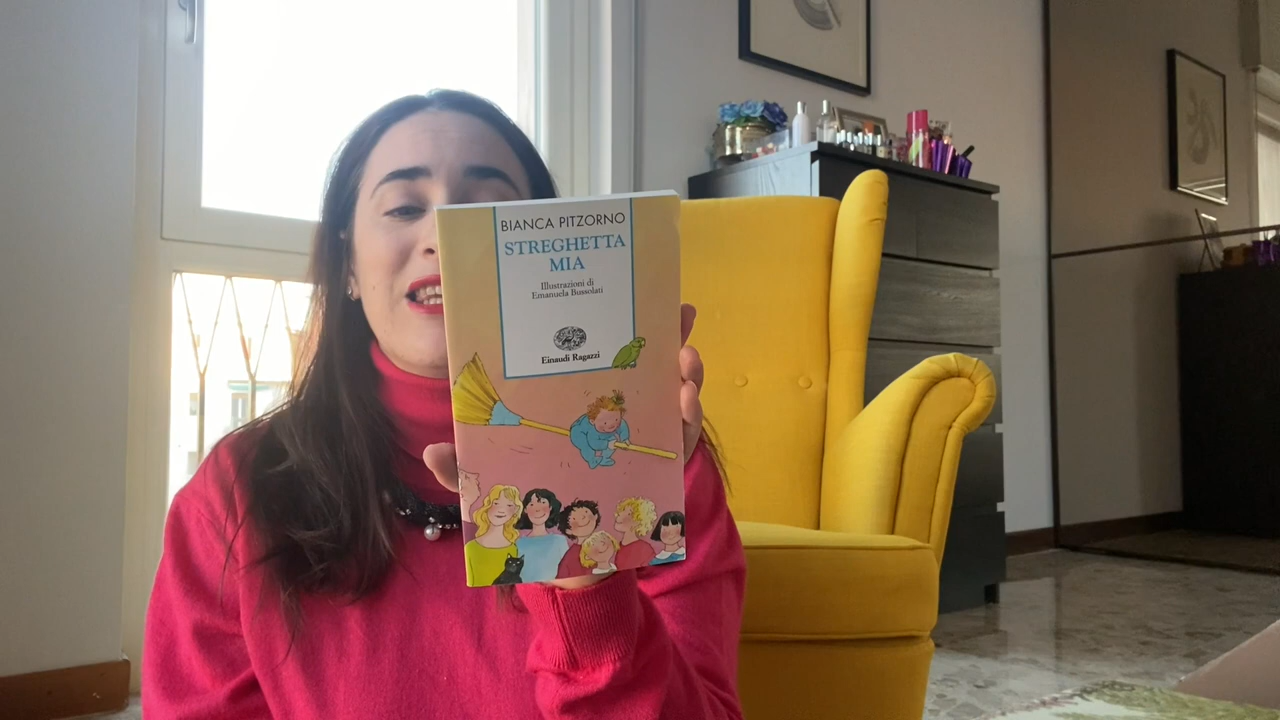 BIANCA PITZORNO
STREGHETTA
MIA
Illustrazioni di
Emanuela Bussolati
Einaudi Ragazzi